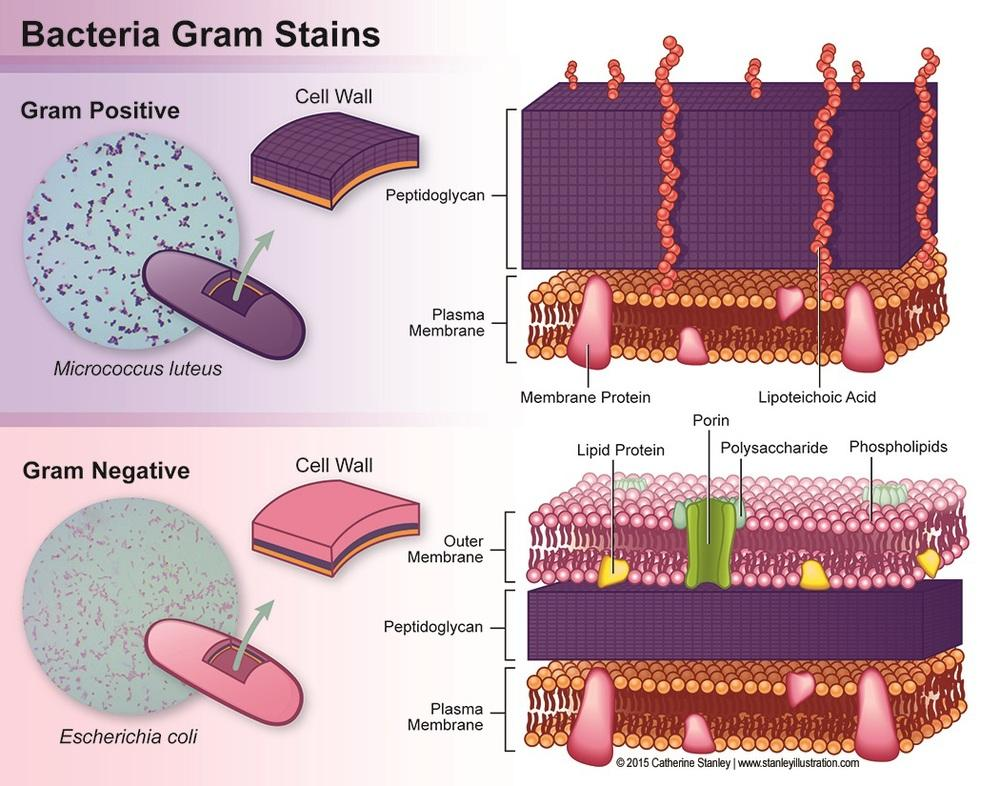 Bacteria Gram Stains
Gram Positive
Cell Wall
Micrococcus luteus
Peptidoglycan
Plasma
Membrane
Membrane Protein
Lipoteichoic Acid
Gram Negative
Cell Wall
Escherichia coli
Porin
Lipid Protein
Polysaccharide
Phospholipids
Outer
Membrane
Peptidoglycan
Plasma
Membrane
© 2015 Catherine Stanley | www.stanleyillustration.com